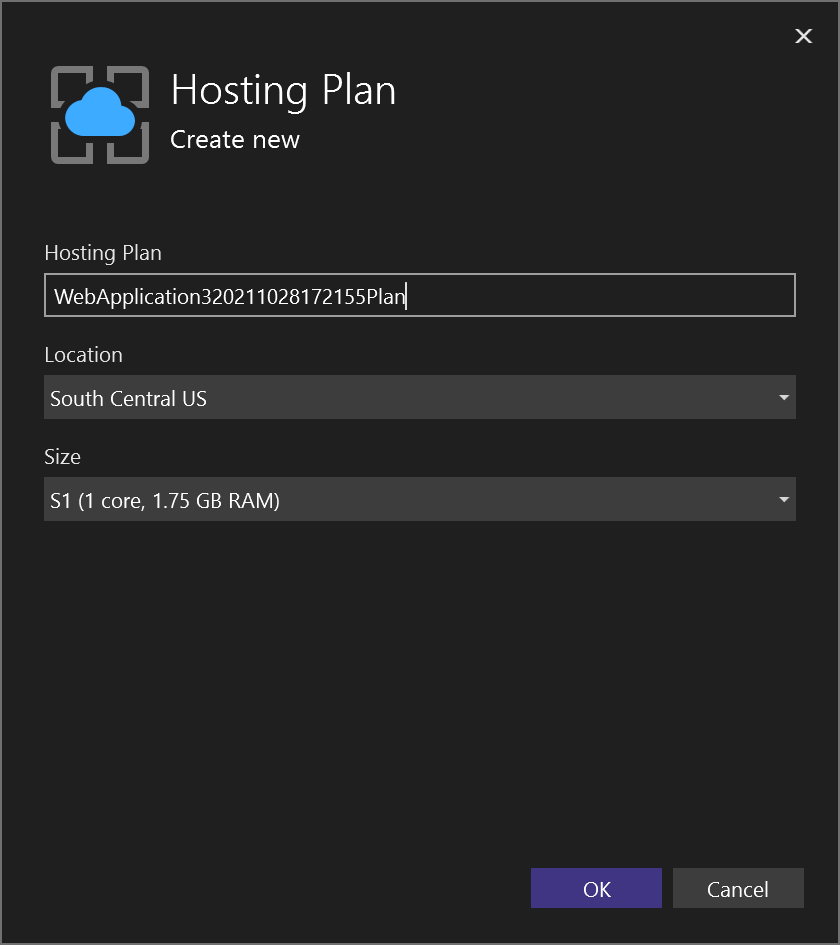 Hosting Plan
Create new
Hosting Plan
WebApplication320211028172155Plan
Location
South Central US
Size
S1 (1 core, 1.75 GB RAM)
OK Cancel